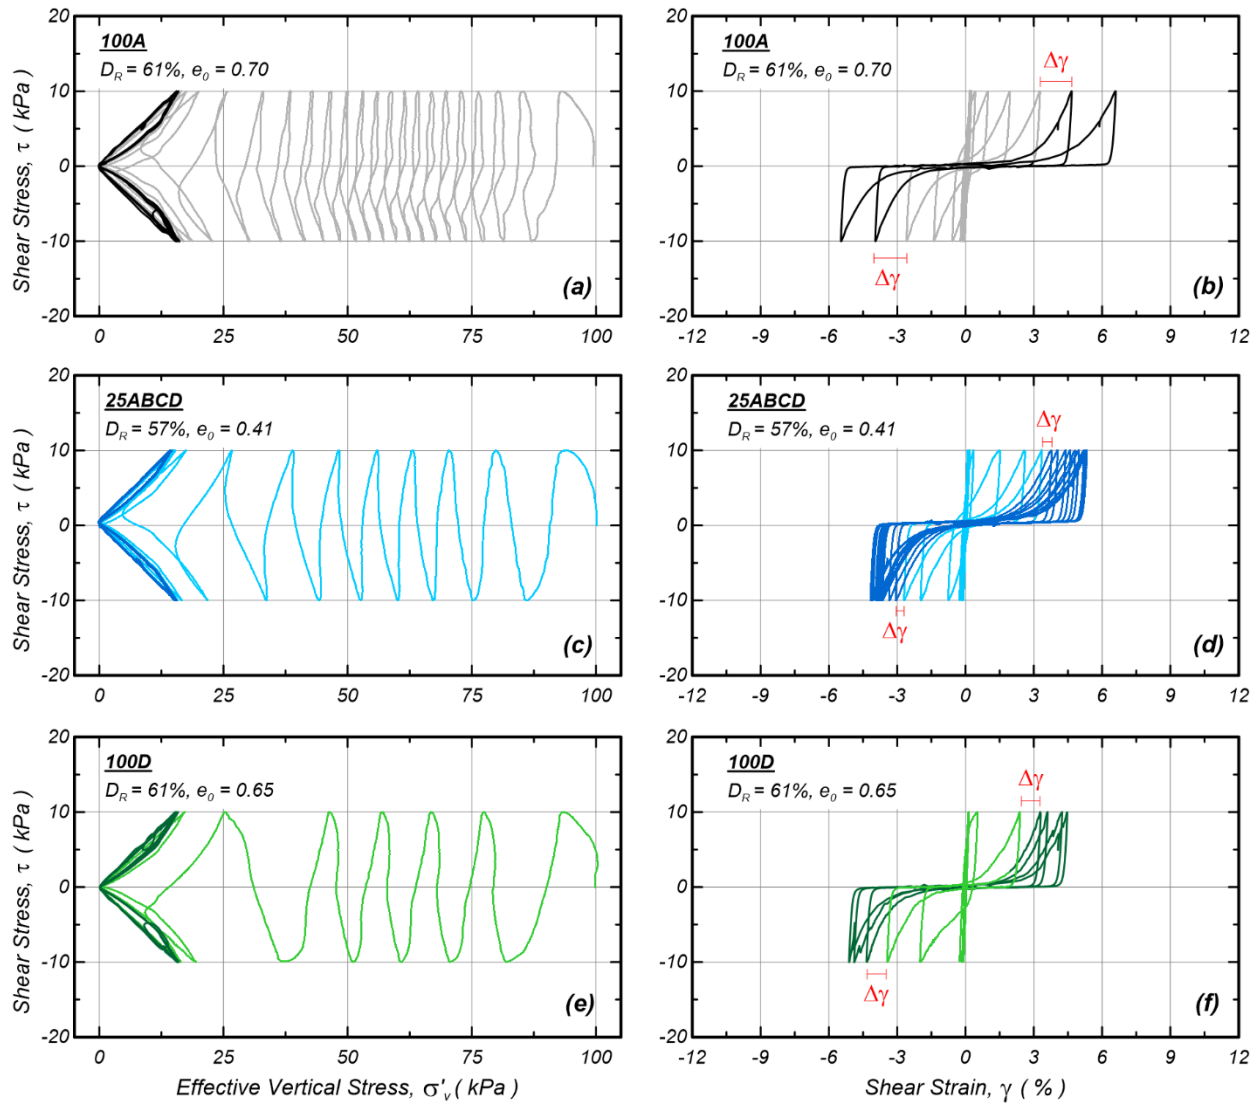 20
10
0
-10
-20
Shear Stress, τ ( kPa )
100A
D_R = 61%, e_0 = 0.70
(a)
0
25
50
75
100
100A
D_R = 61%, e_0 = 0.70
Δγ
Δγ
(b)
20
10
0
-10
-20
-12
-9
-6
-3
0
3
6
9
12
20
10
0
-10
-20
Shear Stress, τ ( kPa )
25ABCD
D_R = 57%, e_0 = 0.41
(c)
0
25
50
75
100
25ABCD
D_R = 57%, e_0 = 0.41
Δγ
Δγ
(d)
20
10
0
-10
-20
-12
-9
-6
-3
0
3
6
9
12
20
10
0
-10
-20
Shear Stress, τ ( kPa )
100D
D_R = 61%, e_0 = 0.65
(e)
0
25
50
75
100
Effective Vertical Stress, σ'_v ( kPa )
100D
D_R = 61%, e_0 = 0.65
Δγ
Δγ
(f)
20
10
0
-10
-20
-12
-9
-6
-3
0
3
6
9
12
Shear Strain, γ ( % )